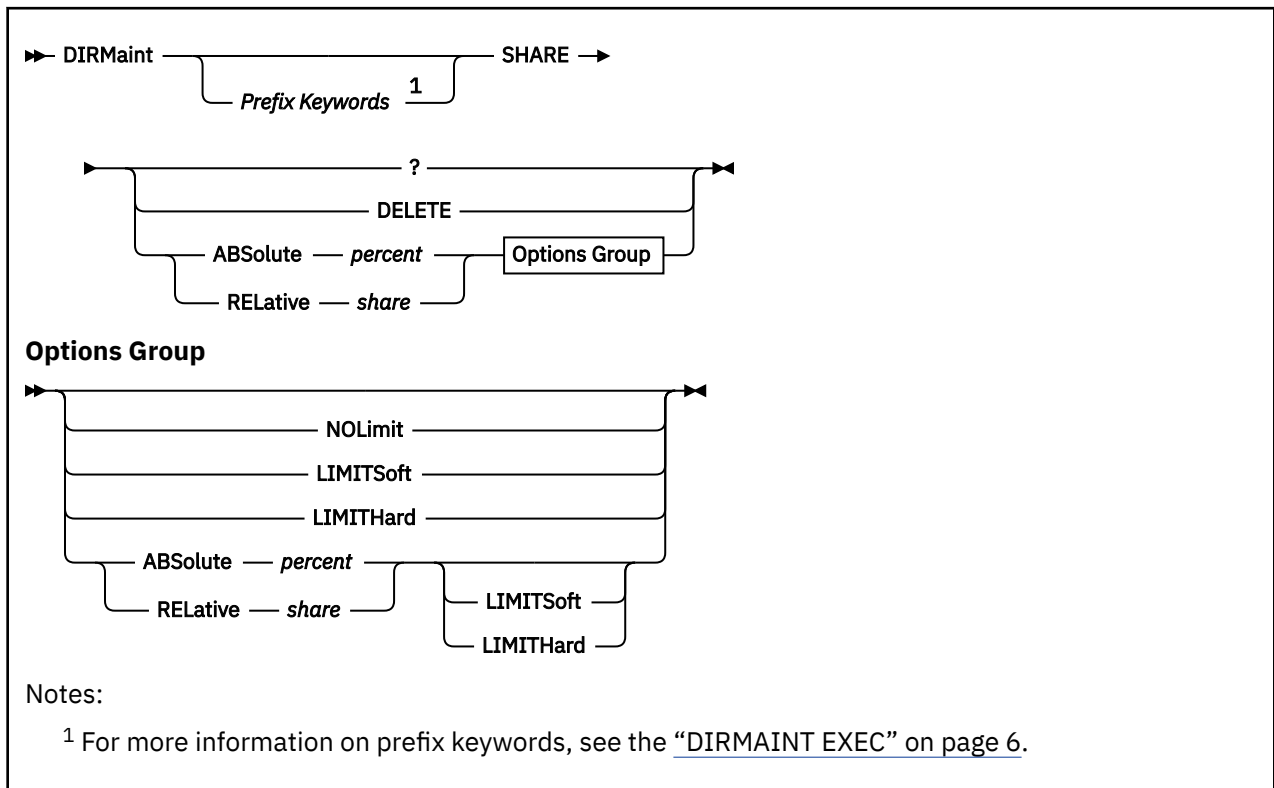 DIRMaint SHARE
Prefix Keywords 1
?
DELETE
ABSolute percent Options Group
RELative share
Options Group
NOLimit
LIMITSoft
LIMITHard
ABSolute percent
LIMITSoft
RELative share
LIMITHard
Notes:
1 For more information on prefix keywords, see the “DIRMAINT EXEC” on page 6.